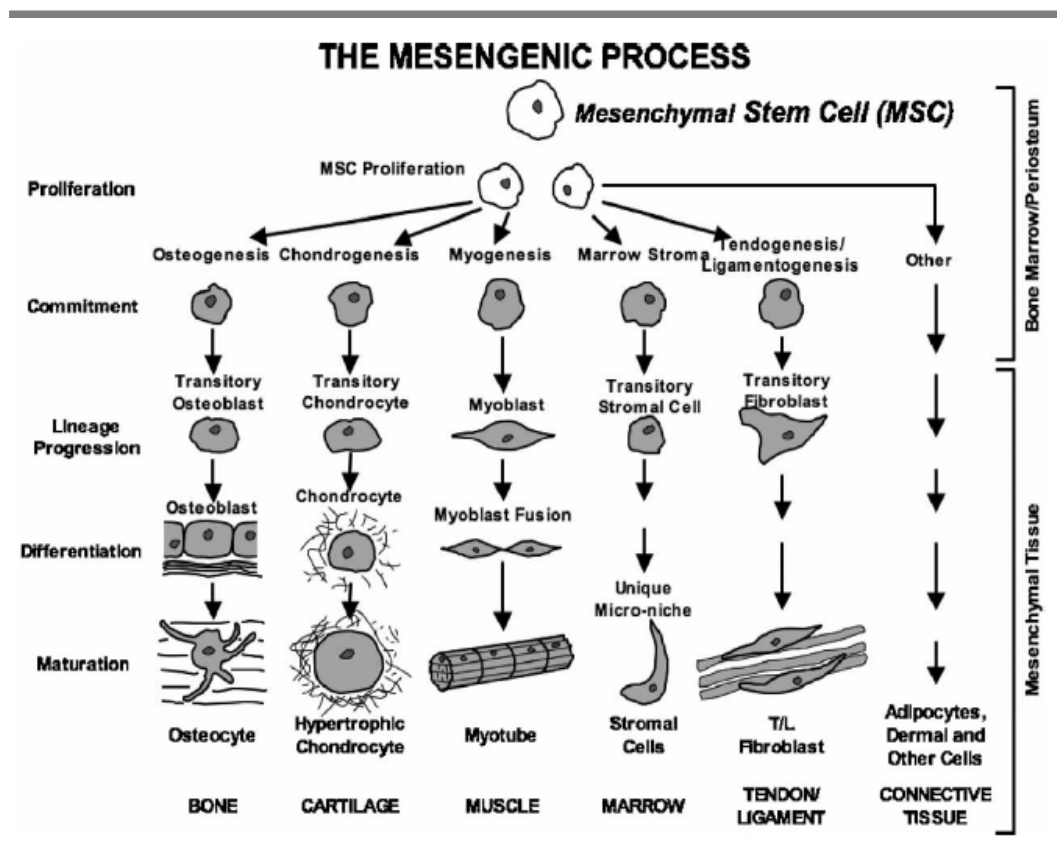 THE MESENGENIC PROCESS
Mesenchymal Stem Cell (MSC)
MSC Proliferation
Proliferation
Osteogenesis
Chondrogenesis
Myogenesis
Marrow Stroma
Tendogenesis/
Ligamentogenesis
Other
Commitment
Bone Marrow/Periosteum
Transitory
Osteoblast
Transitory
Chondrocyte
Myoblast
Transitory
Stromal Cell
Transitory
Fibroblast
Lineage
Progression
Osteoblast
Chondrocyte
Myoblast Fusion
Differentiation
Unique
Micro-niche
Maturation
Mesenchymal Tissue
Osteocyte
Hypertrophic
Chondrocyte
Myotube
Stromal
Cells
T/L
Fibroblast
Adipocytes,
Dermal and
Other Cells
BONE
CARTILAGE
MUSCLE
MARROW
TENDON/
LIGAMENT
CONNECTIVE
TISSUE